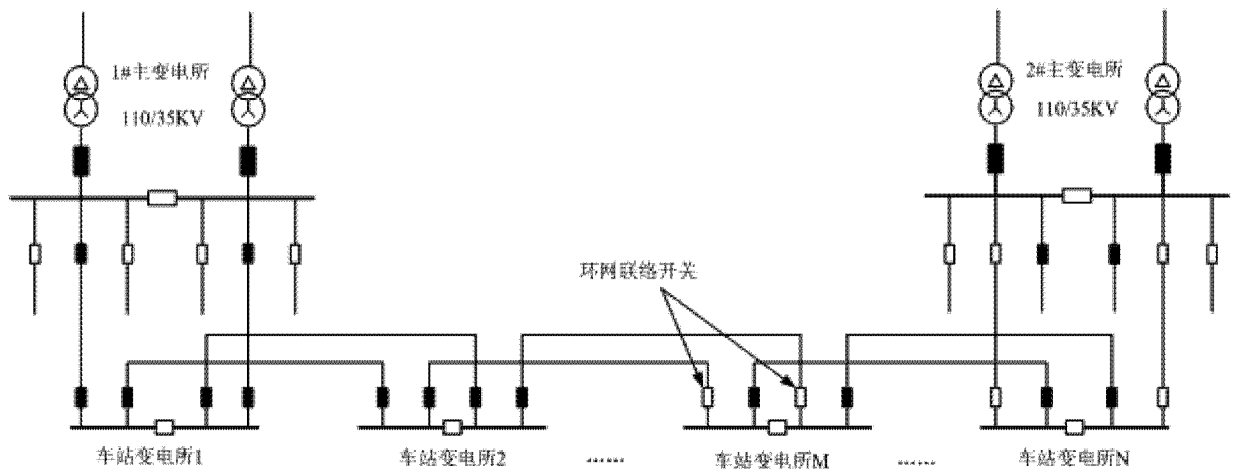 1#主变电所
110/35KV
2#主变电所
110/35KV
环网联络开关
车站变电所1
车站变电所2
……
车站变电所M
……
车站变电所N